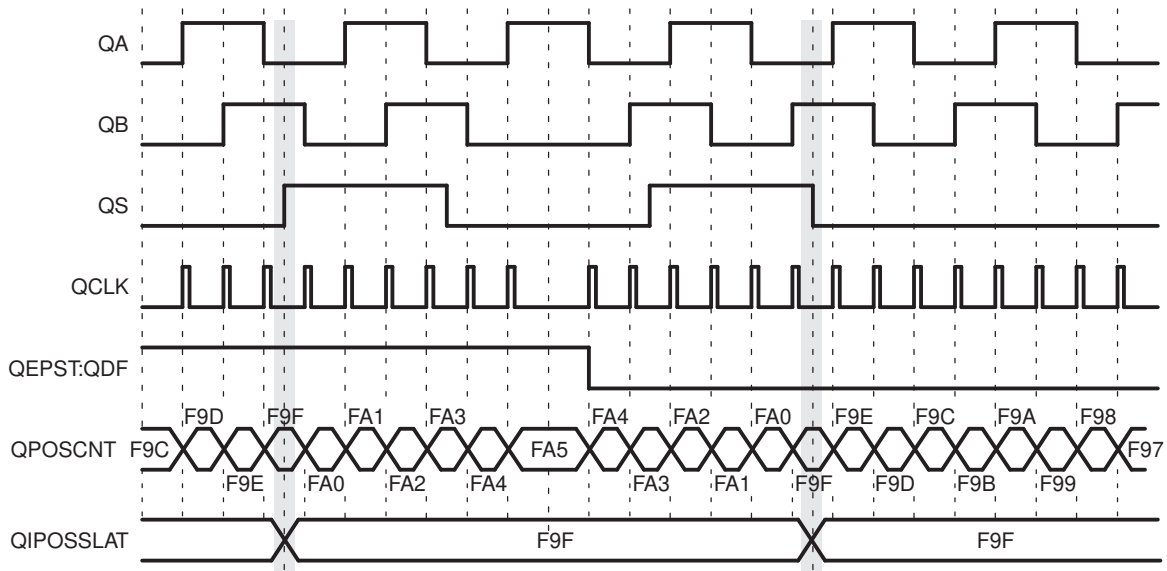 QA
QB
QS
QCLK
QEPST:QDF
F9D F9F FA1 FA3 FA4 FA2 FA0 F9E F9C F9A F98
QPOSCNT F9C FA5 F97
F9E FA0 FA2 FA4 FA3 FA1 F9F F9D F9B F99
QIPOSSLAT F9F F9F